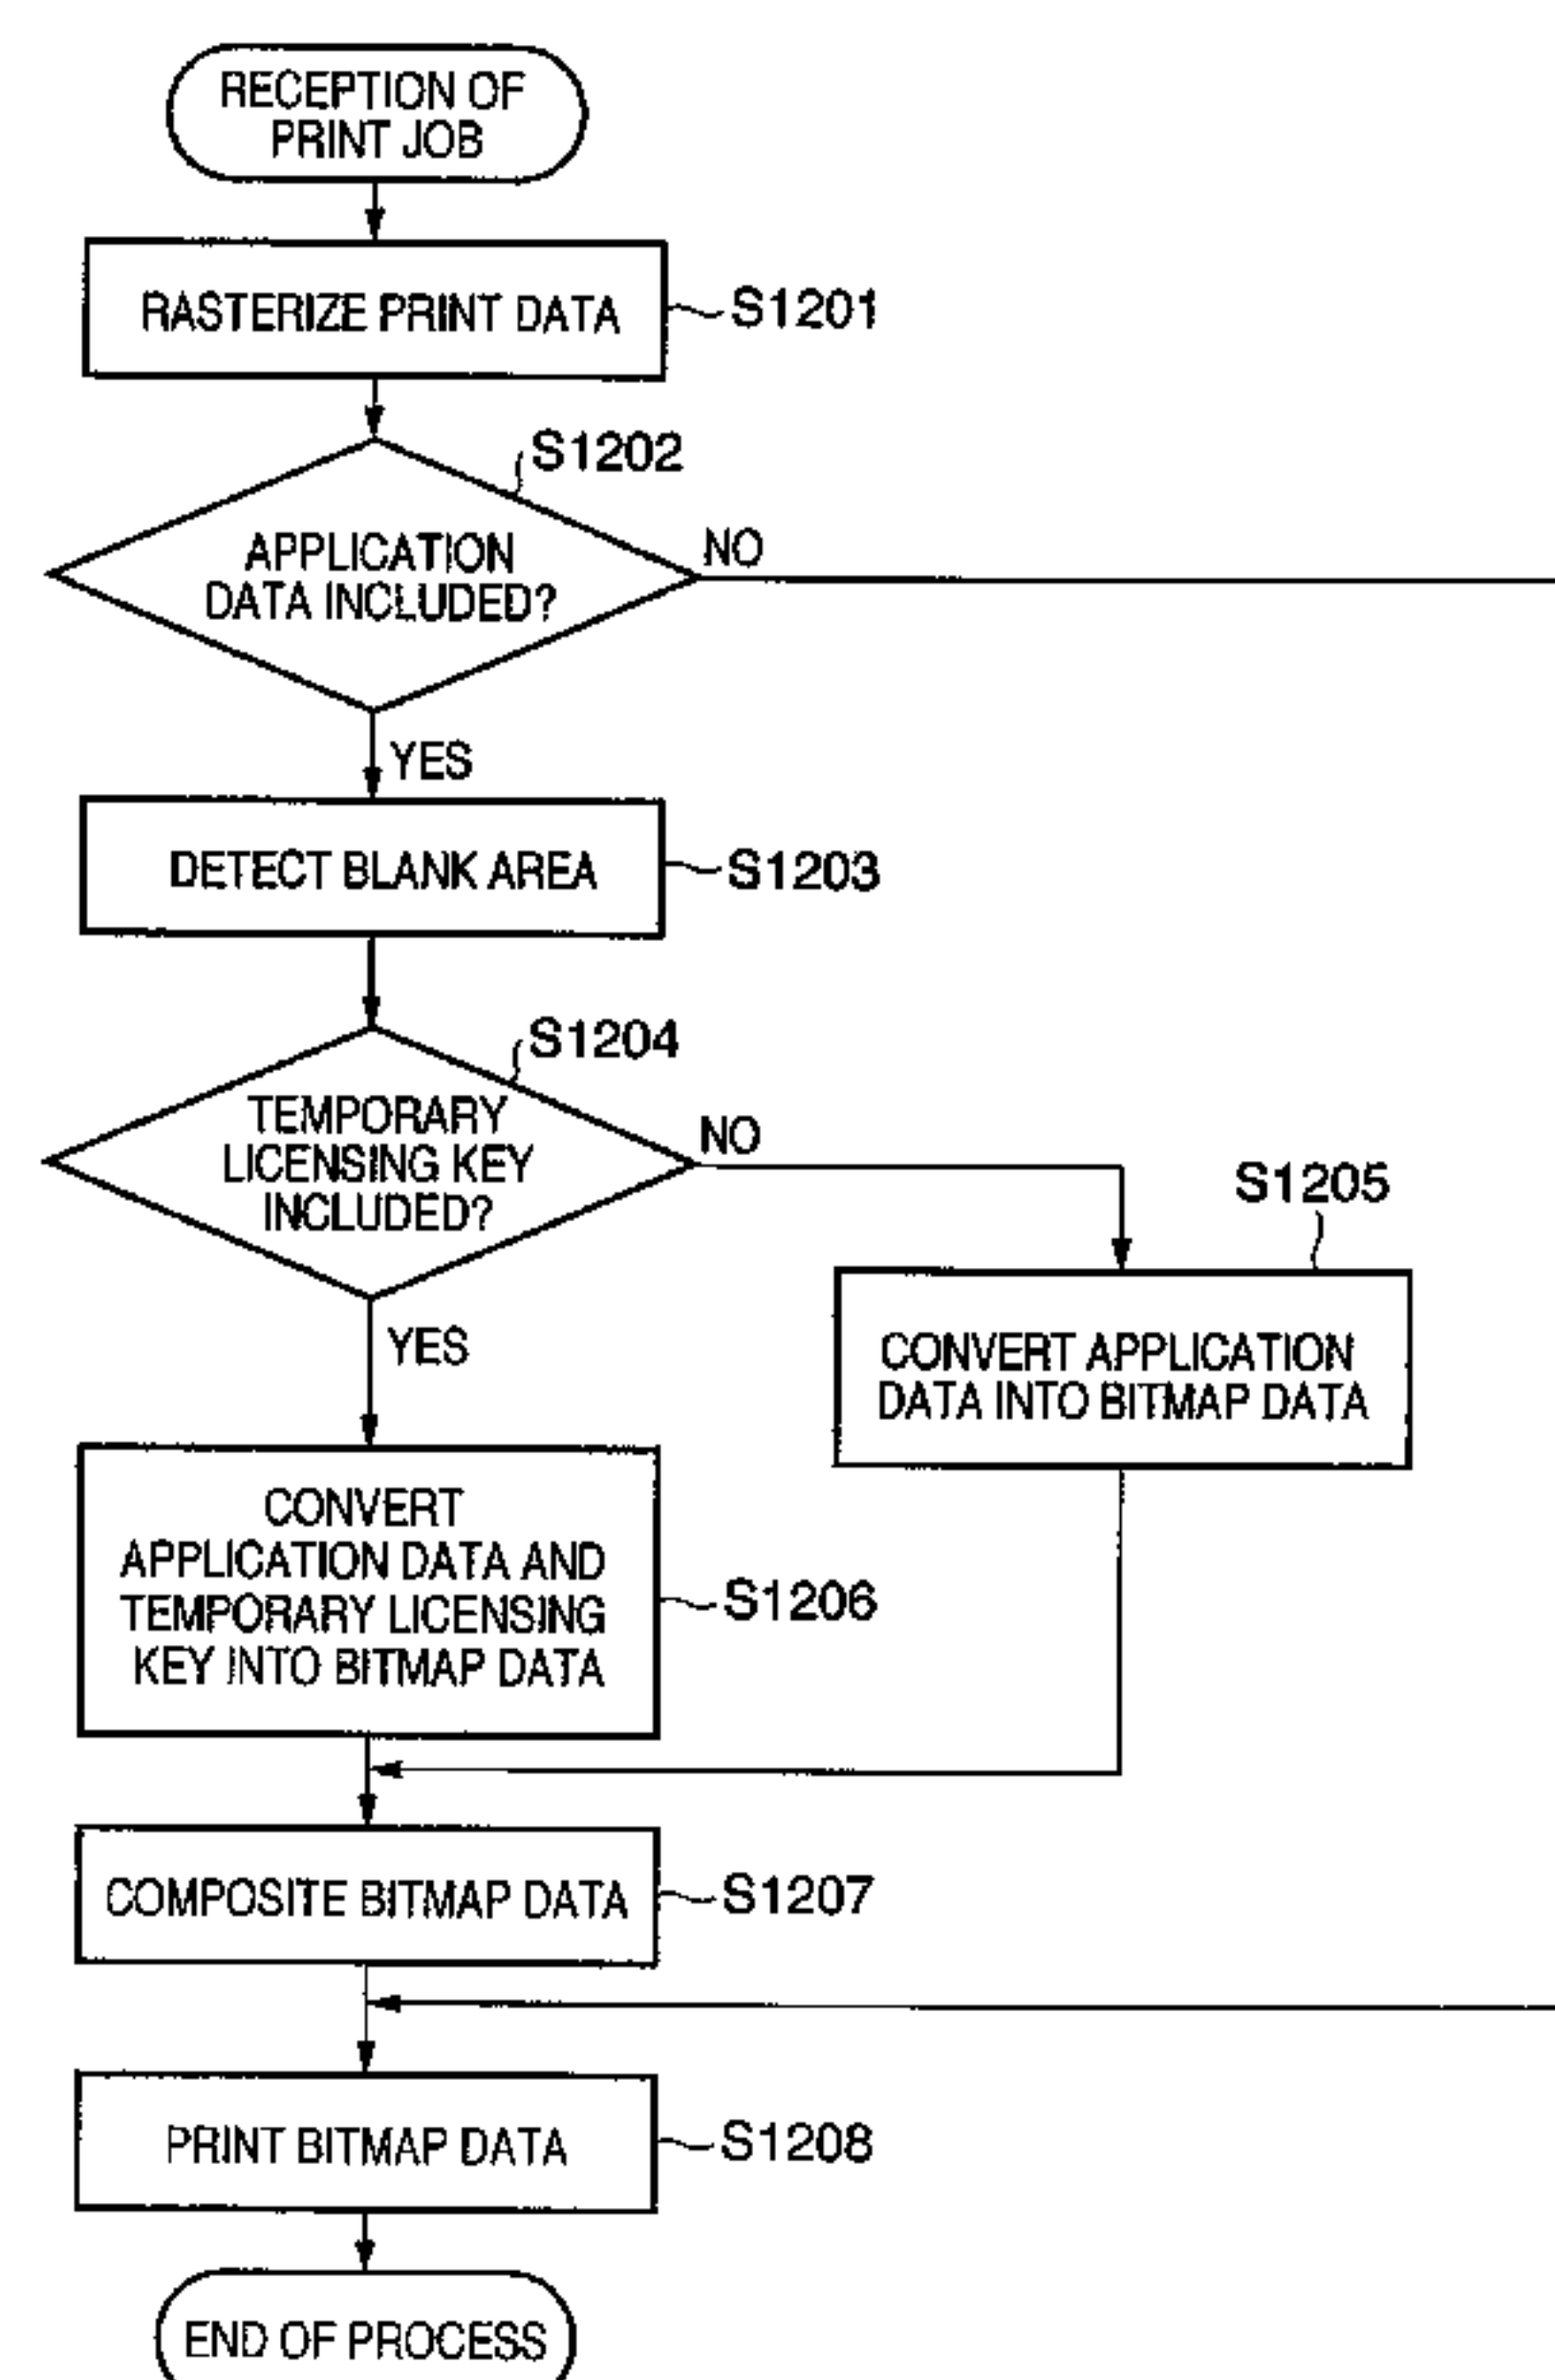 RECEPTION OF
PRINT JOB
RASTERIZE PRINT DATA
S1201
S1202
APPLICATION
DATA INCLUDED?
NO
YES
DETECT BLANK AREA
S1203
S1204
TEMPORARY
LICENSING KEY
INCLUDED?
NO
YES
S1205
CONVERT APPLICATION
DATA INTO BITMAP DATA
CONVERT
APPLICATION DATA AND
TEMPORARY LICENSING
KEY INTO BITMAP DATA
S1206
COMPOSITE BITMAP DATA
S1207
PRINT BITMAP DATA
S1208
END OF PROCESS